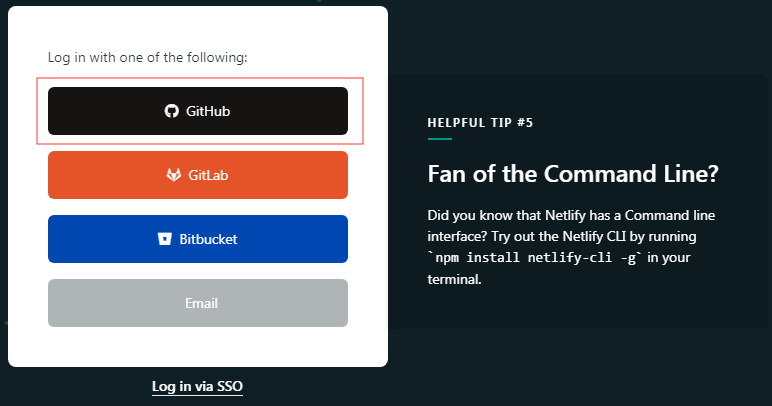 Log in with one of the following:
GitHub
GitLab
Bitbucket
Email
Log in via SSO
HELPFUL TIP #5
Fan of the Command Line?
Did you know that Netlify has a Command line
interface? Try out the Netlify CLI by running
`npm install netlify-cli -g` in your
terminal.